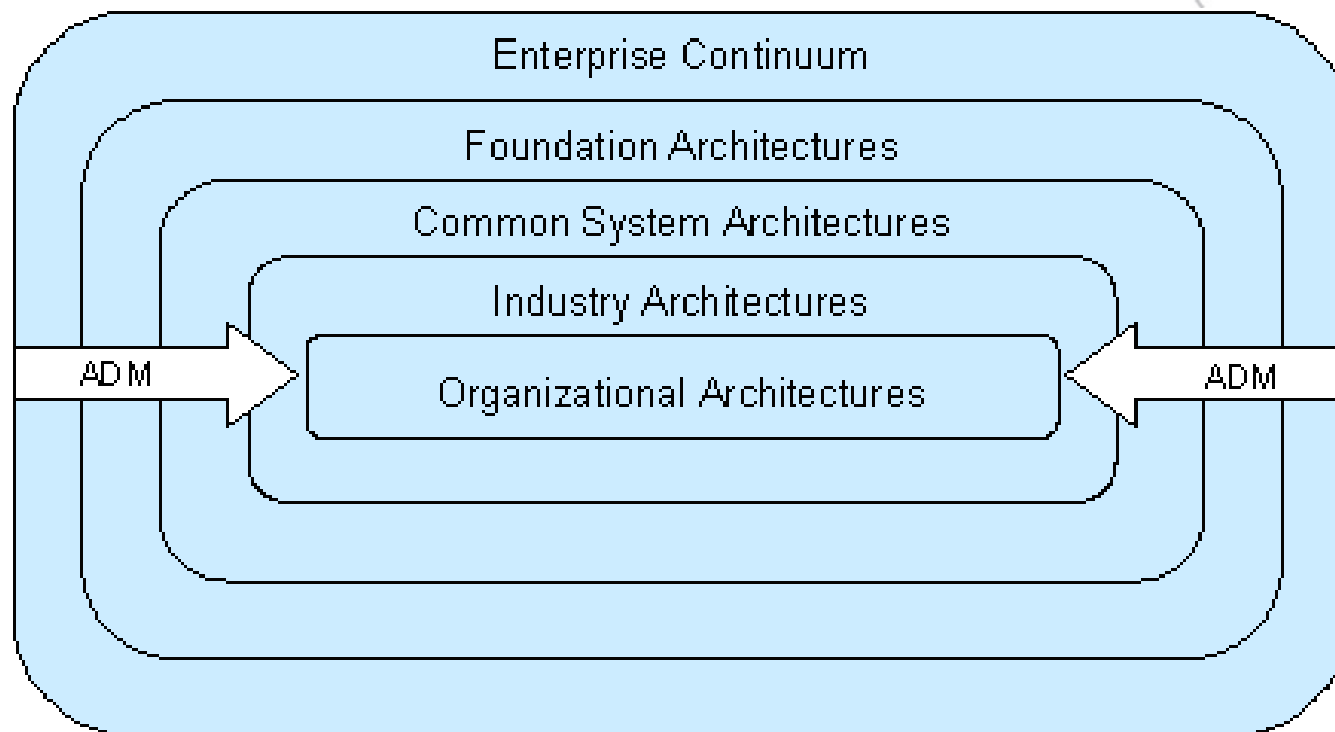 Enterprise Continuum
Foundation Architectures
Common System Architectures
Industry Architectures
ADM
Organizational Architectures
ADM